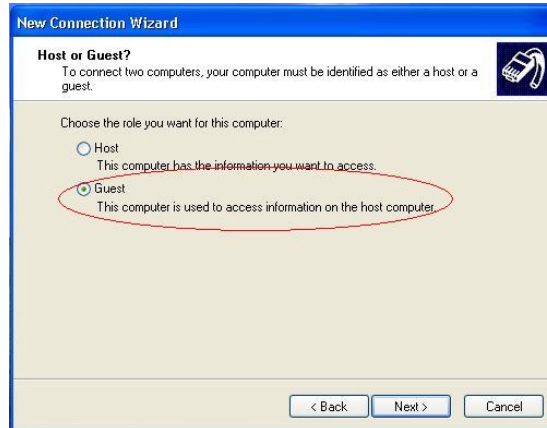 New Connection Wizard
Host or Guest?
To connect two computers, your computer must be identified as either a host or a
guest.
Choose the role you want for this computer:
Host
This computer has the information you want to access.
Guest
This computer is used to access information on the host computer.
< Back
Next >
Cancel